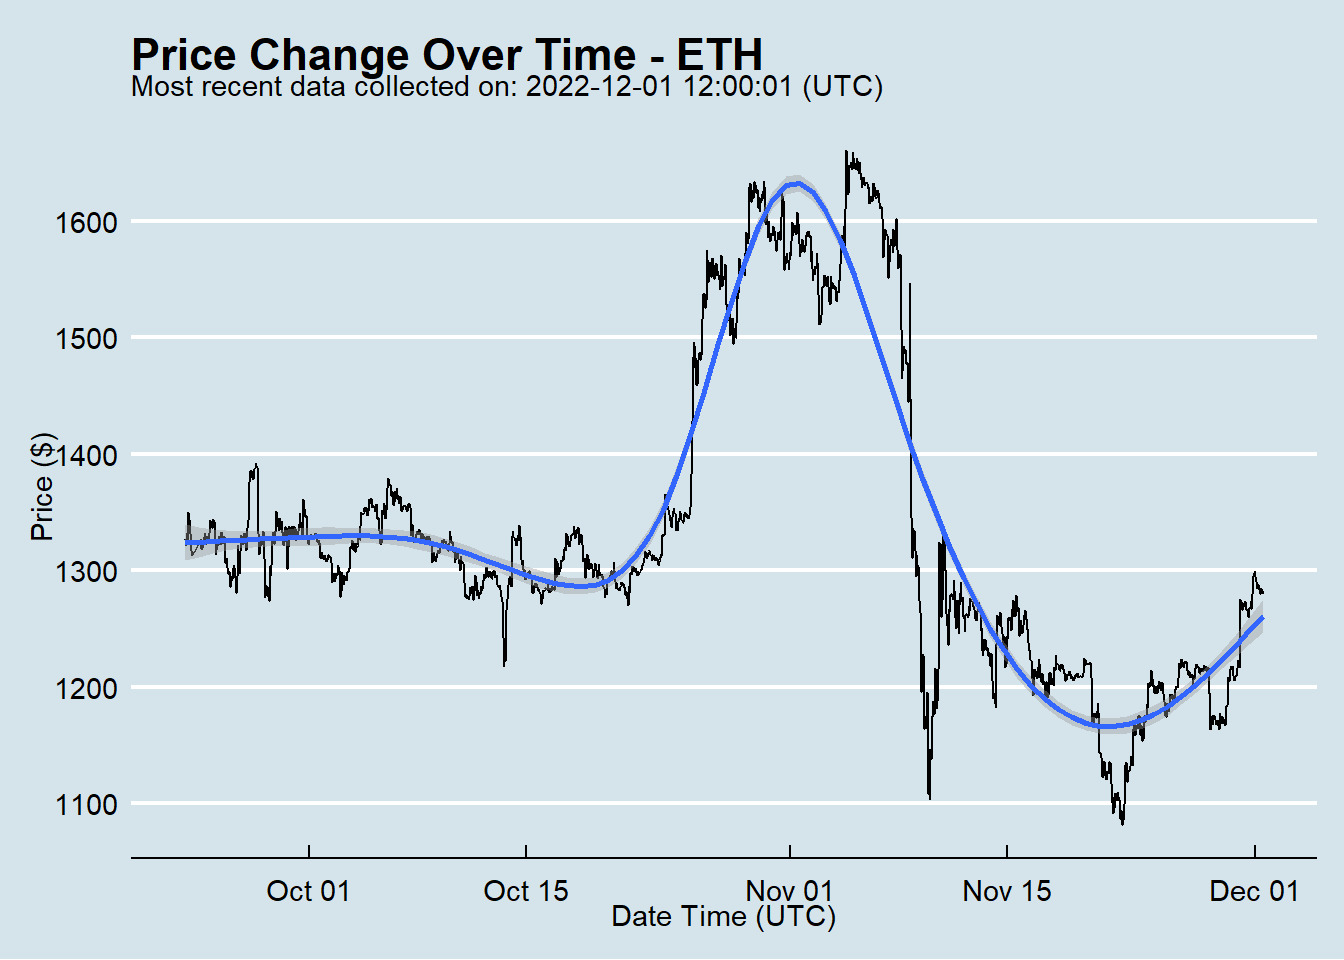 Price Change Over Time - ETH
Most recent data collected on: 2022-12-01 12:00:01 (UTC)
1600
1500
1400
1300
1200
1100
Price ($)
Oct 01 Oct 15 Nov 01 Nov 15 Dec 01
Date Time (UTC)